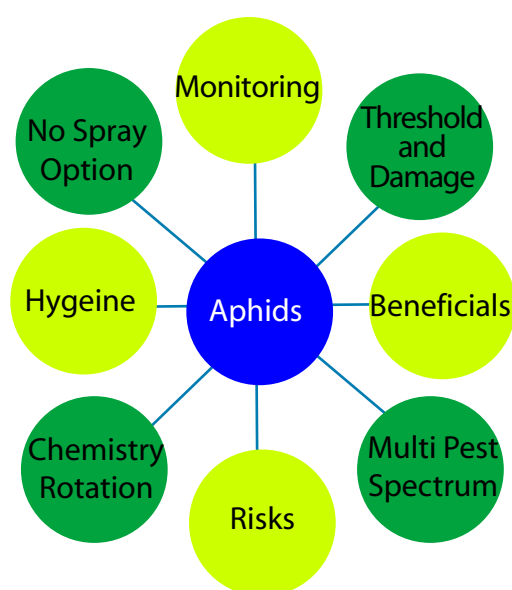 Monitoring
No Spray
Option
Threshold
and
Damage
Hygeine
Aphids
Beneficials
Chemistry
Rotation
Multi Pest
Spectrum
Risks